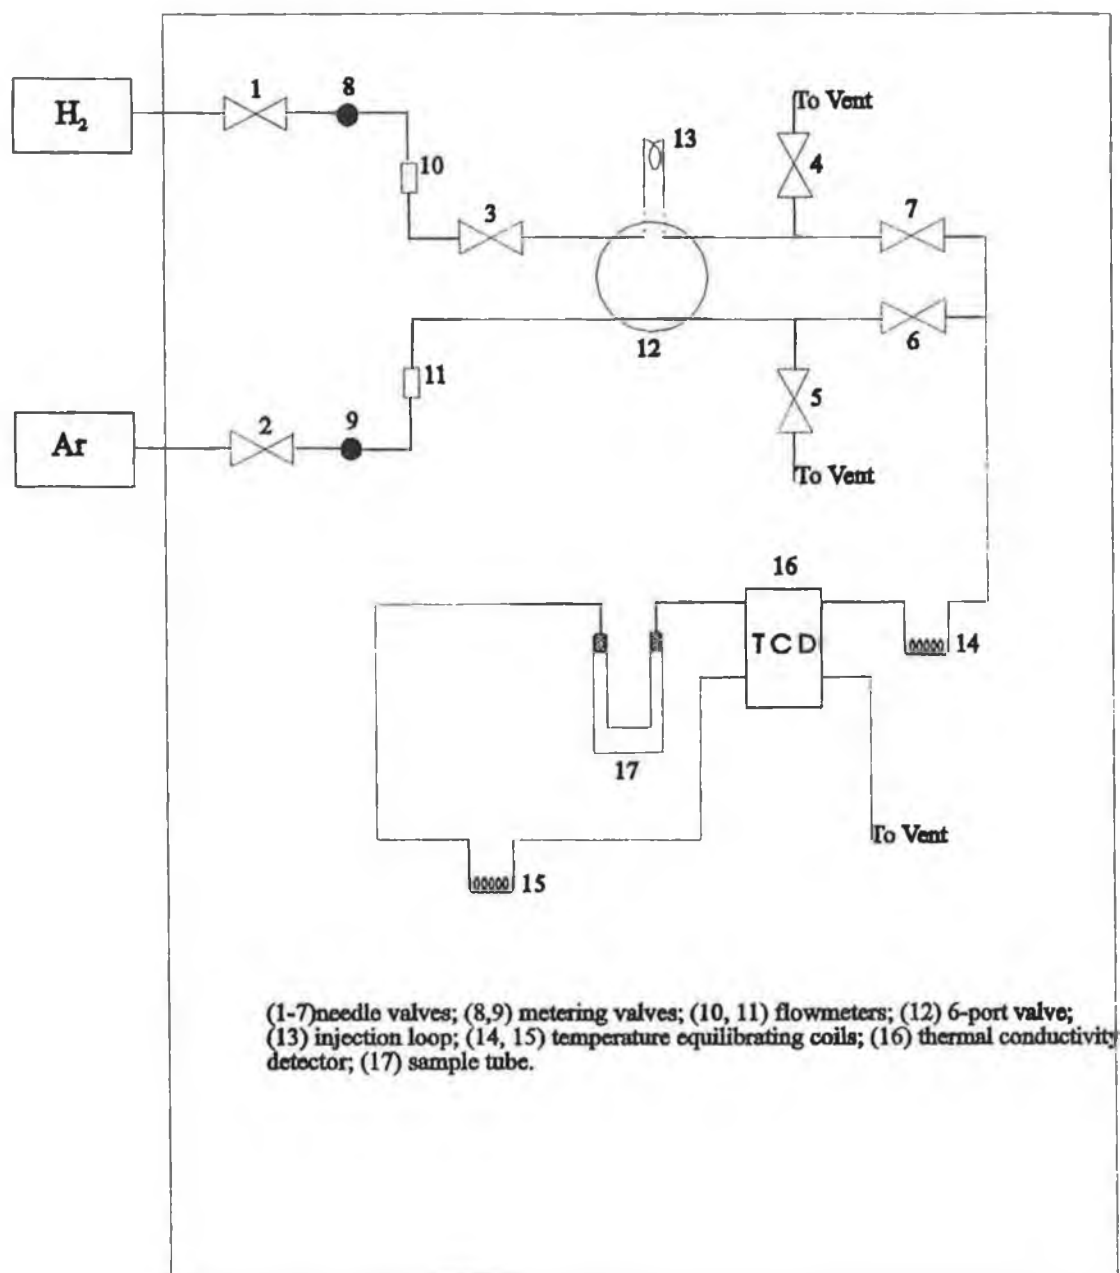 To Vent
H₂
1
8
13
10
4
3
7
12
6
11
5
Ar
2
9
To Vent
16
TCD
14
17
To Vent
15
(1-7)needle valves; (8,9) metering valves; (10, 11) flowmeters; (12) 6-port valve;
(13) injection loop; (14, 15) temperature equilibrating coils; (16) thermal conductivity
detector; (17) sample tube.